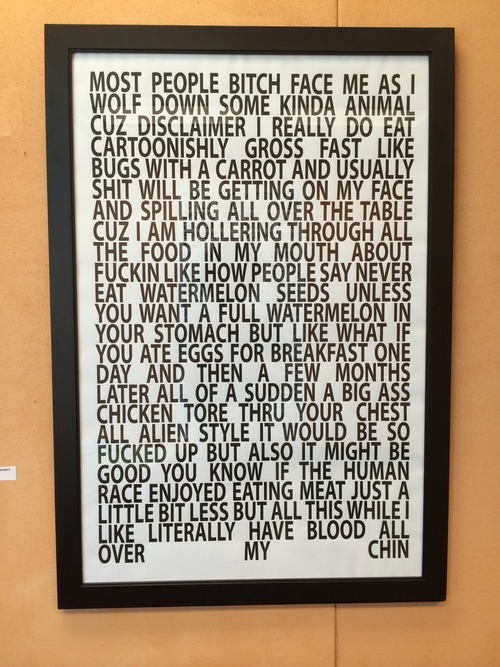 MOST PEOPLE BITCH FACE ME AS I
WOLF DOWN SOME KINDA ANIMAL
CUZ DISCLAIMER I REALLY DO EAT
CARTOONISHLY GROSS FAST LIKE
BUGS WITH A CARROT AND USUALLY
SHIT WILL BE GETTING ON MY FACE
AND SPILLING ALL OVER THE TABLE
CUZ I AM HOLLERING THROUGH ALL
THE FOOD IN MY MOUTH ABOUT
FUCKIN LIKE HOW PEOPLE SAY NEVER
EAT WATERMELON SEEDS UNLESS
YOU WANT A FULL WATERMELON IN
YOUR STOMACH BUT LIKE WHAT IF
YOU ATE EGGS FOR BREAKFAST ONE
DAY AND THEN A FEW MONTHS
LATER ALL OF A SUDDEN A BIG ASS
CHICKEN TORE THRU YOUR CHEST
ALL ALIEN STYLE IT WOULD BE SO
FUCKED UP BUT ALSO IT MIGHT BE
GOOD YOU KNOW IF THE HUMAN
RACE ENJOYED EATING MEAT JUST A
LITTLE BIT LESS BUT ALL THIS WHILE I
LIKE LITERALLY HAVE BLOOD ALL
OVER MY CHIN